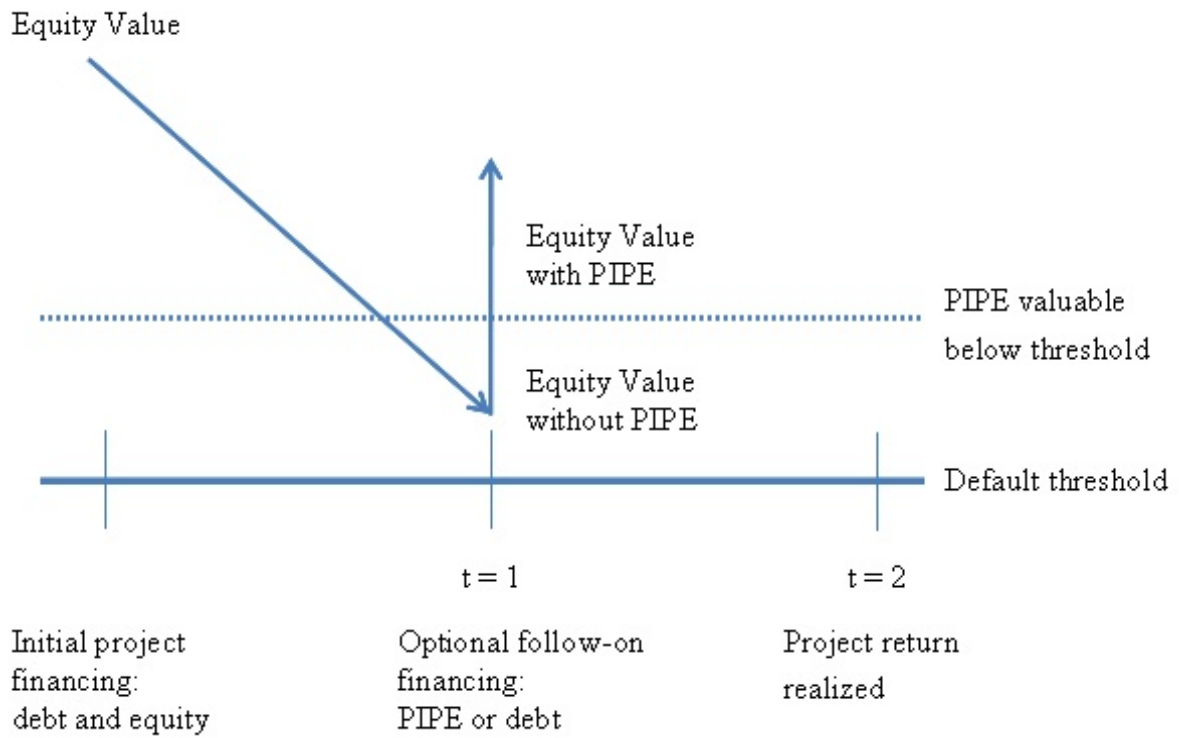 Equity Value
Equity Value
with PIPE
PIPE valuable
below threshold
Equity Value
without PIPE
Default threshold
t = 1
t = 2
Initial project
financing:
debt and equity
Optional follow-on
financing:
PIPE or debt
Project return
realized